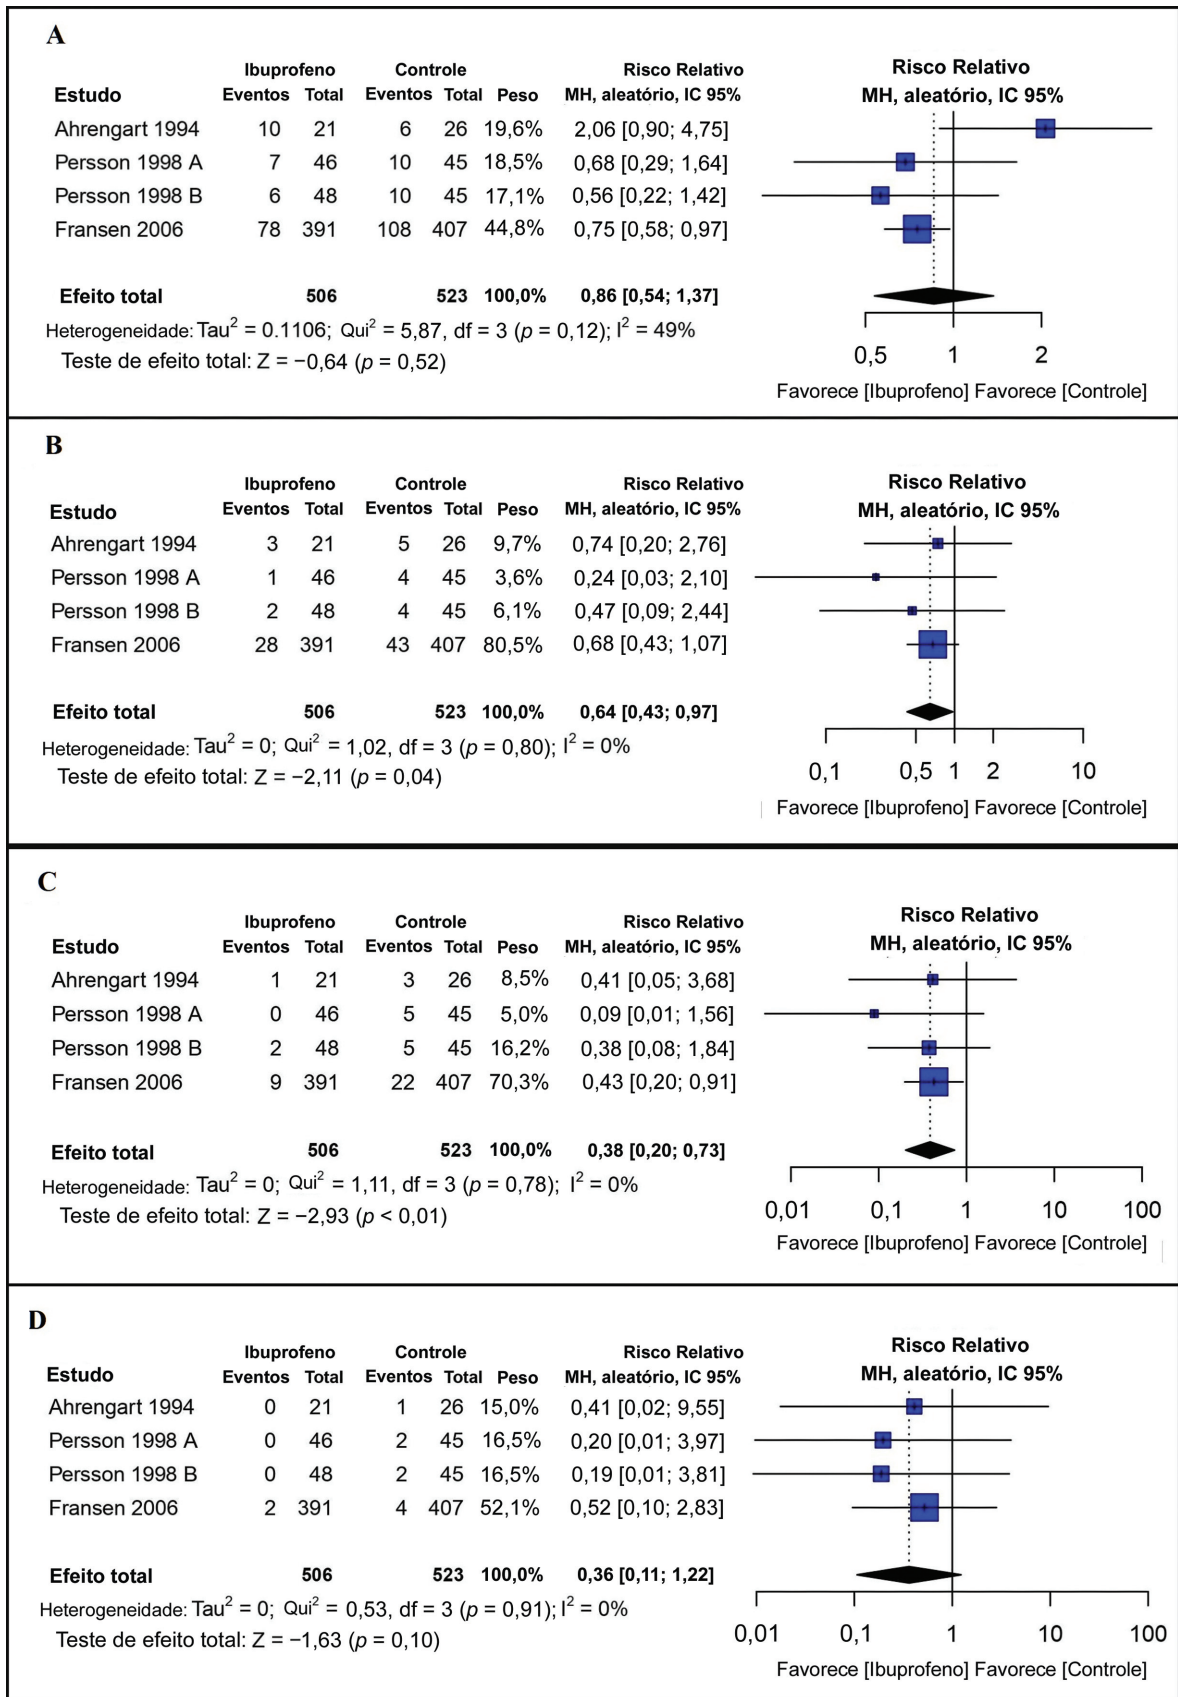 A
Ibuprofeno Controle Risco Relativo Risco Relativo
Estudo Eventos Total Eventos Total Peso MH, aleatório, IC 95% MH, aleatório, IC 95%
Ahrengart 1994 10 21 6 26 19,6% 2,06 [0,90; 4,75]
Persson 1998 A 7 46 10 45 18,5% 0,68 [0,29; 1,64]
Persson 1998 B 6 48 10 45 17,1% 0,56 [0,22; 1,42]
Fransen 2006 78 391 108 407 44,8% 0,75 [0,58; 0,97]
Efeito total 506 523 100,0% 0,86 [0,54; 1,37]
Heterogeneidade: Tau² = 0.1106; Qui² = 5,87, df = 3 (p = 0,12); I² = 49%
Teste de efeito total: Z = −0,64 (p = 0,52)
0,5 1 2
Favorece [Ibuprofeno] Favorece [Controle]
B
Ibuprofeno Controle Risco Relativo Risco Relativo
Estudo Eventos Total Eventos Total Peso MH, aleatório, IC 95% MH, aleatório, IC 95%
Ahrengart 1994 3 21 5 26 9,7% 0,74 [0,20; 2,76]
Persson 1998 A 1 46 4 45 3,6% 0,24 [0,03; 2,10]
Persson 1998 B 2 48 4 45 6,1% 0,47 [0,09; 2,44]
Fransen 2006 28 391 43 407 80,5% 0,68 [0,43; 1,07]
Efeito total 506 523 100,0% 0,64 [0,43; 0,97]
Heterogeneidade: Tau² = 0; Qui² = 1,02, df = 3 (p = 0,80); I² = 0%
Teste de efeito total: Z = −2,11 (p = 0,04)
0,1 0,5 1 2 10
Favorece [Ibuprofeno] Favorece [Controle]
C
Ibuprofeno Controle Risco Relativo Risco Relativo
Estudo Eventos Total Eventos Total Peso MH, aleatório, IC 95% MH, aleatório, IC 95%
Ahrengart 1994 1 21 3 26 8,5% 0,41 [0,05; 3,68]
Persson 1998 A 0 46 5 45 5,0% 0,09 [0,01; 1,56]
Persson 1998 B 2 48 5 45 16,2% 0,38 [0,08; 1,84]
Fransen 2006 9 391 22 407 70,3% 0,43 [0,20; 0,91]
Efeito total 506 523 100,0% 0,38 [0,20; 0,73]
Heterogeneidade: Tau² = 0; Qui² = 1,11, df = 3 (p = 0,78); I² = 0%
Teste de efeito total: Z = −2,93 (p < 0,01)
0,01 0,1 1 10 100
Favorece [Ibuprofeno] Favorece [Controle]
D
Ibuprofeno Controle Risco Relativo Risco Relativo
Estudo Eventos Total Eventos Total Peso MH, aleatório, IC 95% MH, aleatório, IC 95%
Ahrengart 1994 0 21 1 26 15,0% 0,41 [0,02; 9,55]
Persson 1998 A 0 46 2 45 16,5% 0,20 [0,01; 3,97]
Persson 1998 B 0 48 2 45 16,5% 0,19 [0,01; 3,81]
Fransen 2006 2 391 4 407 52,1% 0,52 [0,10; 2,83]
Efeito total 506 523 100,0% 0,36 [0,11; 1,22]
Heterogeneidade: Tau² = 0; Qui² = 0,53, df = 3 (p = 0,91); I² = 0%
Teste de efeito total: Z = −1,63 (p = 0,10)
0,01 0,1 1 10 100
Favorece [Ibuprofeno] Favorece [Controle]